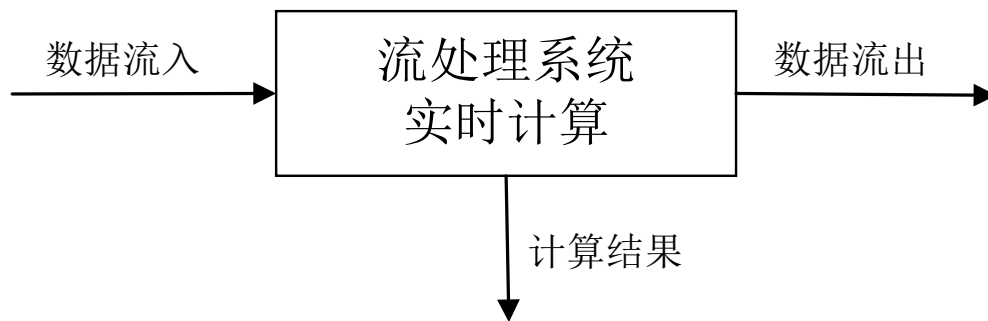 数据流入
流处理系统
实时计算
数据流出
计算结果